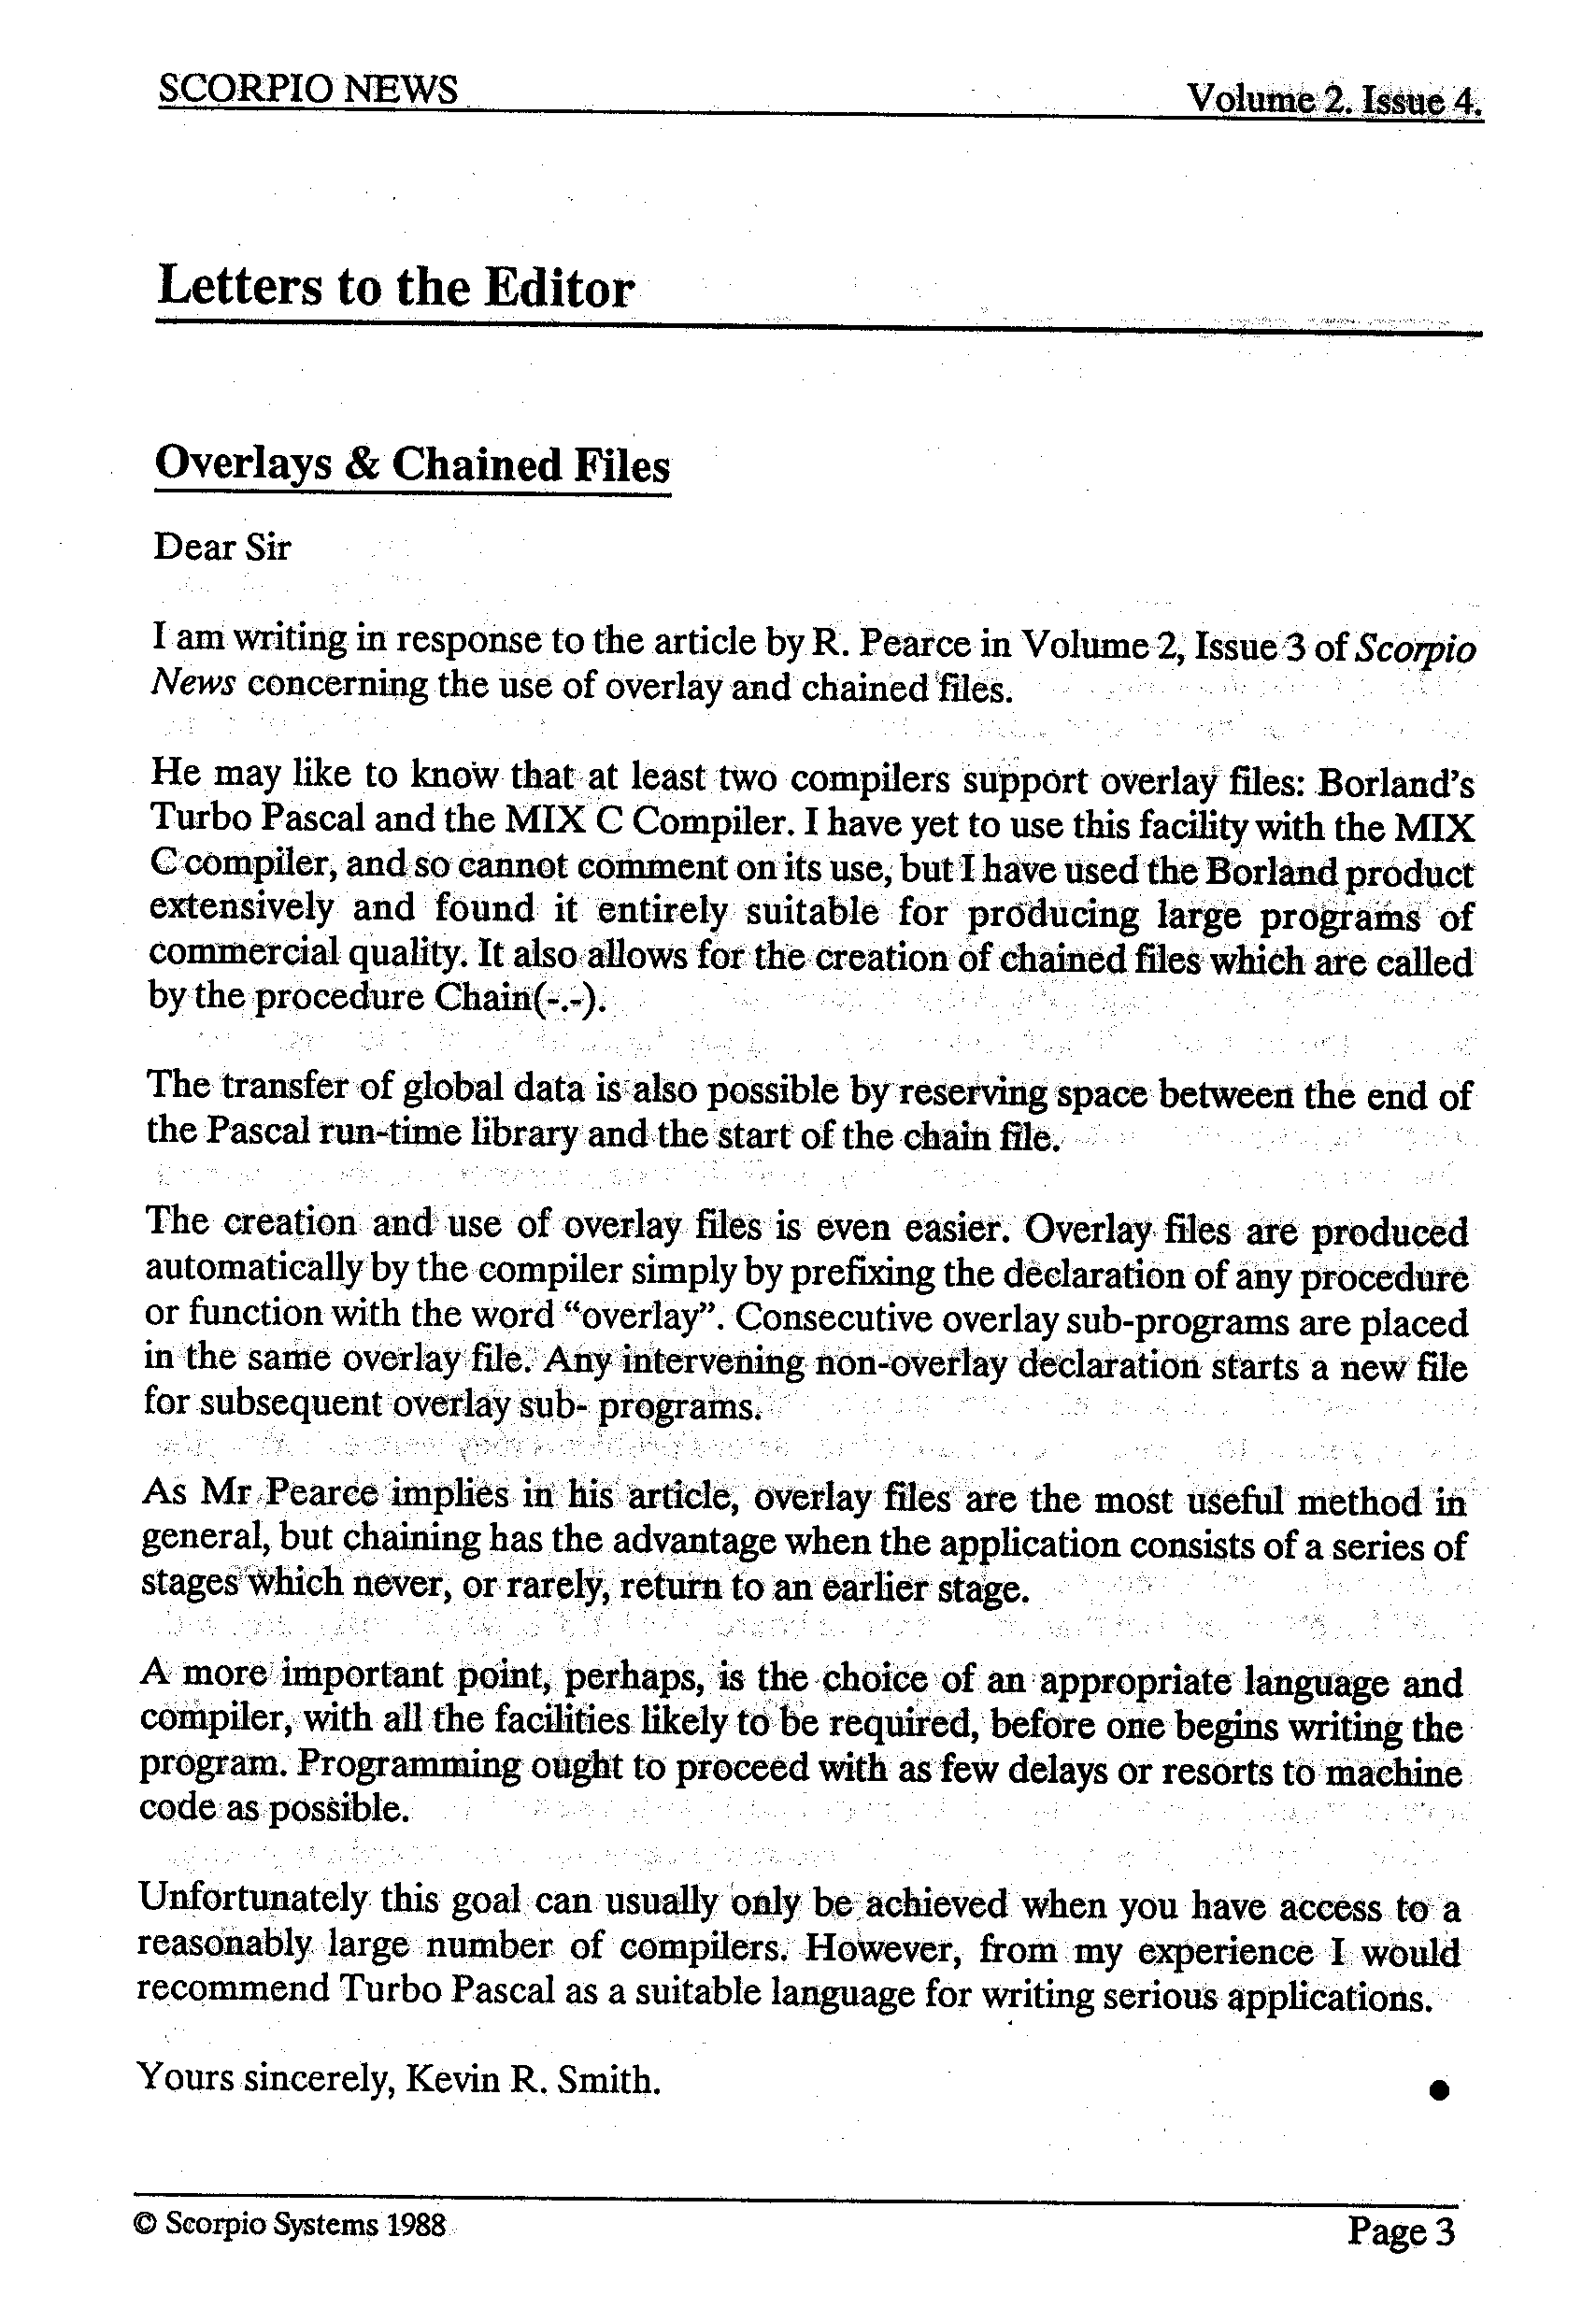 SCORPIO NEWS Volume 2. Issue 4.
Letters to the Editor
Overlays & Chained Files
Dear Sir
I am writing in response to the article by R. Pearce in Volume 2, Issue 3 of Scorpio
News concerning the use of overlay and chained files.
He may like to know that at least two compilers support overlay files: Borland's
Turbo Pascal and the MIX C Compiler. I have yet to use this facility with the MIX
C compiler, and so cannot comment on its use, but I have used the Borland product
extensively and found it entirely suitable for producing large programs of
commercial quality. It also allows for the creation of chained files which are called
by the procedure Chain(-.-).
The transfer of global data is also possible by reserving space between the end of
the Pascal run-time library and the start of the chain file.
The creation and use of overlay files is even easier. Overlay files are produced
automatically by the compiler simply by prefixing the declaration of any procedure
or function with the word “overlay”. Consecutive overlay sub-programs are placed
in the same overlay file. Any intervening non-overlay declaration starts a new file
for subsequent overlay sub- programs.
As Mr Pearce implies in his article, overlay files are the most useful method in
general, but chaining has the advantage when the application consists of a series of
stages which never, or rarely, return to an earlier stage.
A more important point, perhaps, is the choice of an appropriate language and
compiler, with all the facilities likely to be required, before one begins writing the
program. Programming ought to proceed with as few delays or resorts to machine
code as possible.
Unfortunately this goal can usually only be achieved when you have access to a
reasonably large number of compilers. However, from my experience I would
recommend Turbo Pascal as a suitable language for writing serious applications.
Yours sincerely, Kevin R. Smith. ●
© Scorpio Systems 1988 Page 3